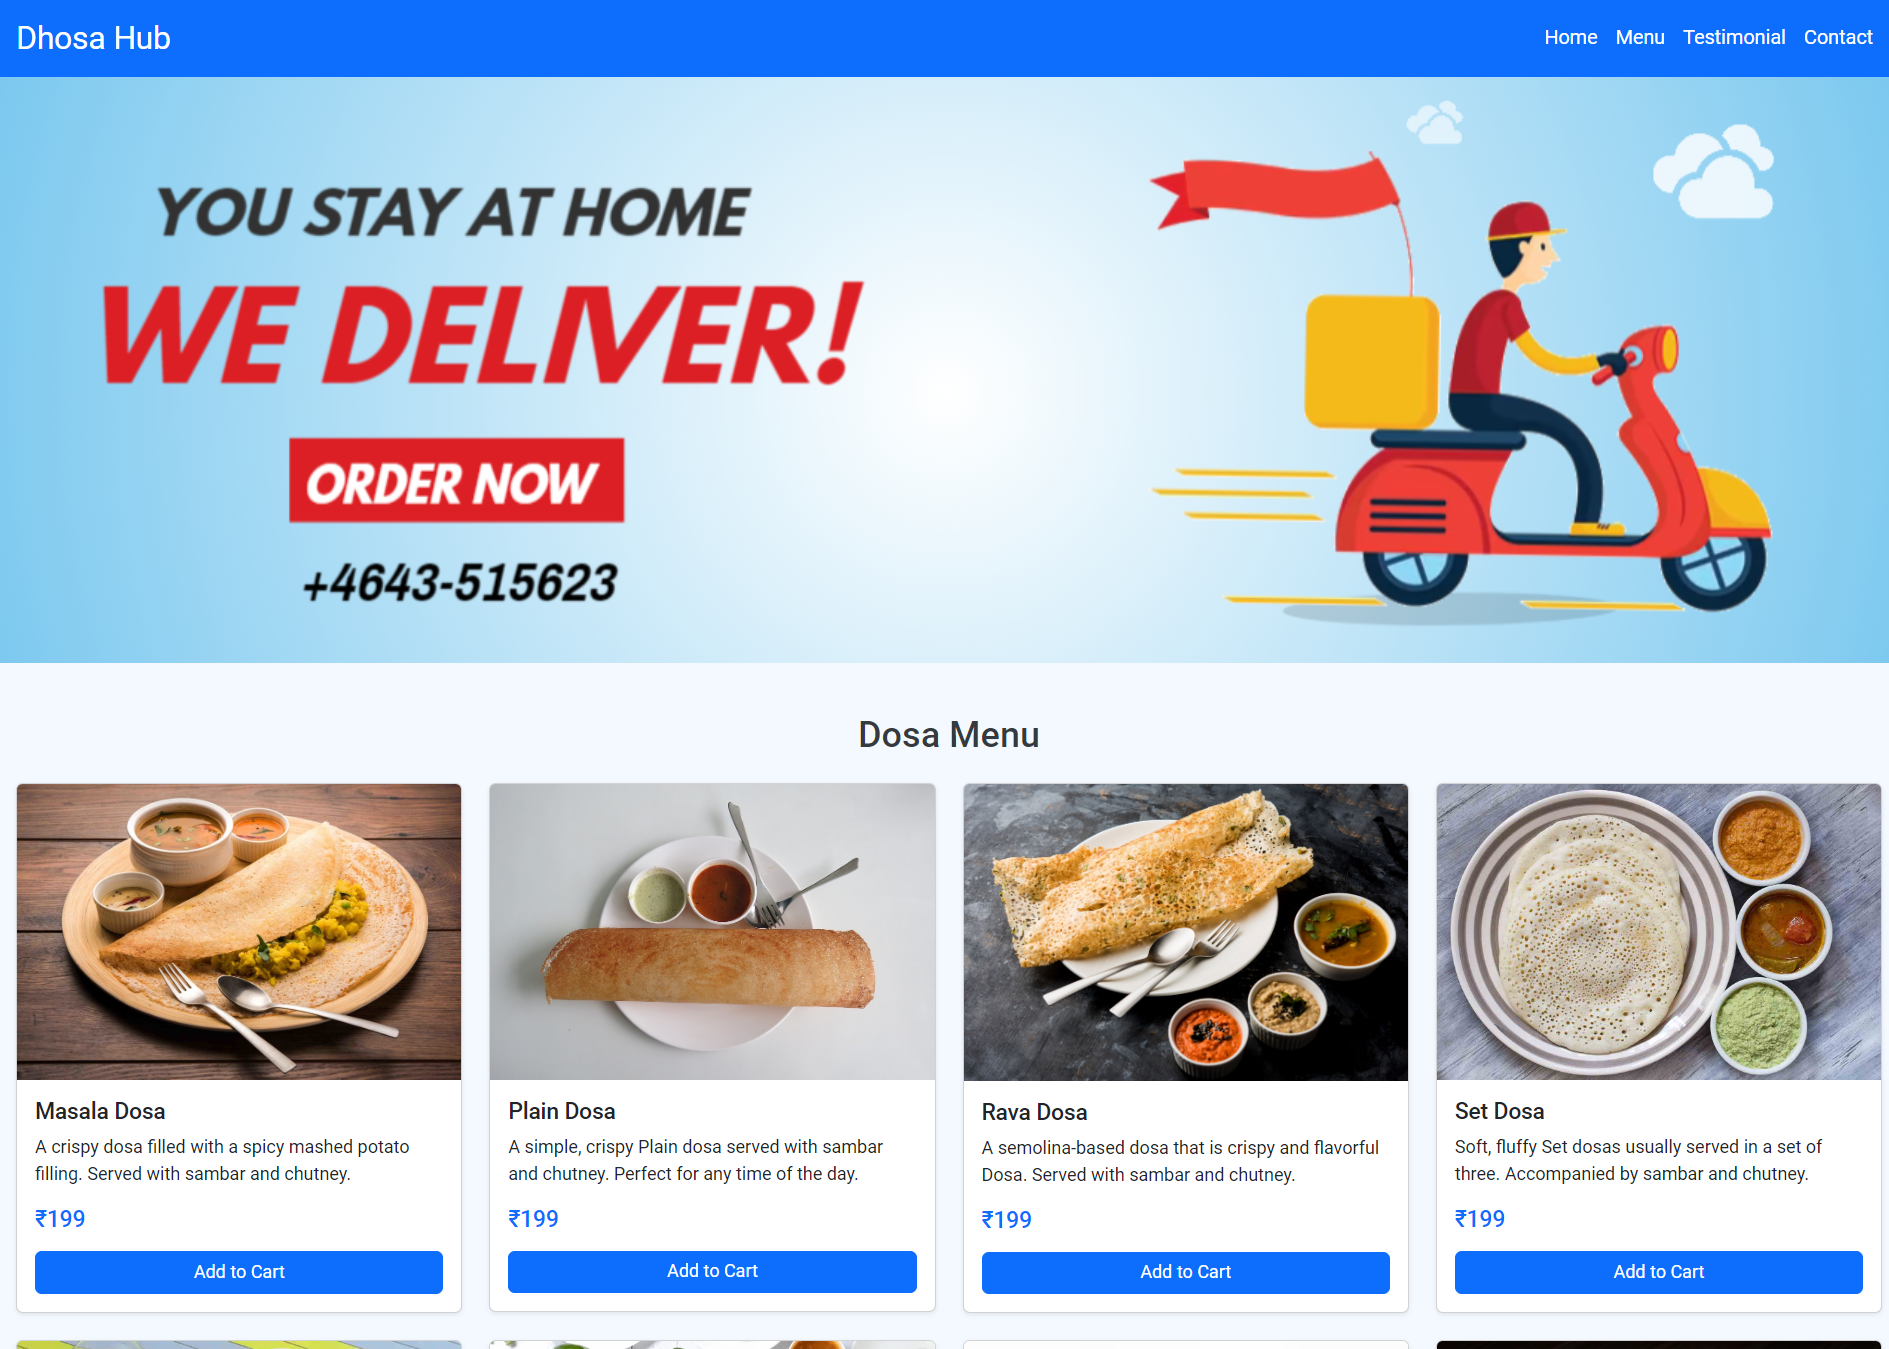 Dhosa Hub
Home Menu Testimonial Contact
YOU STAY AT HOME
WE DELIVER!
ORDER NOW
+4643-515623
Dosa Menu
Masala Dosa
A crispy dosa filled with a spicy mashed potato
filling. Served with sambar and chutney.
₹199
Add to Cart
Plain Dosa
A simple, crispy Plain dosa served with sambar
and chutney. Perfect for any time of the day.
₹199
Add to Cart
Rava Dosa
A semolina-based dosa that is crispy and flavorful
Dosa. Served with sambar and chutney.
₹199
Add to Cart
Set Dosa
Soft, fluffy Set dosas usually served in a set of
three. Accompanied by sambar and chutney.
₹199
Add to Cart